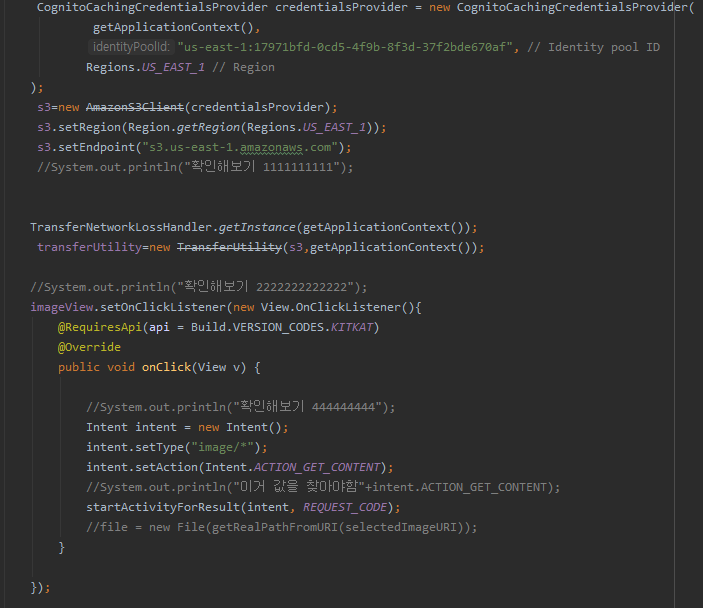 CognitoCachingCredentialsProvider credentialsProvider = new CognitoCachingCredentialsProvider(
getApplicationContext(),
identityPoolId: "us-east-1:17971bfd-0cd5-4f9b-8f3d-37f2bde670af", // Identity pool ID
Regions.US_EAST_1 // Region
);
s3=new AmazonS3Client(credentialsProvider);
s3.setRegion(Region.getRegion(Regions.US_EAST_1));
s3.setEndpoint("s3.us-east-1.amazonaws.com");
//System.out.println("확인해보기 1111111111");
TransferNetworkLossHandler.getInstance(getApplicationContext());
transferUtility=new TransferUtility(s3,getApplicationContext());
//System.out.println("확인해보기 2222222222222");
imageView.setOnClickListener(new View.OnClickListener(){
@RequiresApi(api = Build.VERSION_CODES.KITKAT)
@Override
public void onClick(View v) {
//System.out.println("확인해보기 444444444");
Intent intent = new Intent();
intent.setType("image/*");
intent.setAction(Intent.ACTION_GET_CONTENT);
//System.out.println("이거 값을 찾아야함"+intent.ACTION_GET_CONTENT);
startActivityForResult(intent, REQUEST_CODE);
//file = new File(getRealPathFromURI(selectedImageURI));
}
});